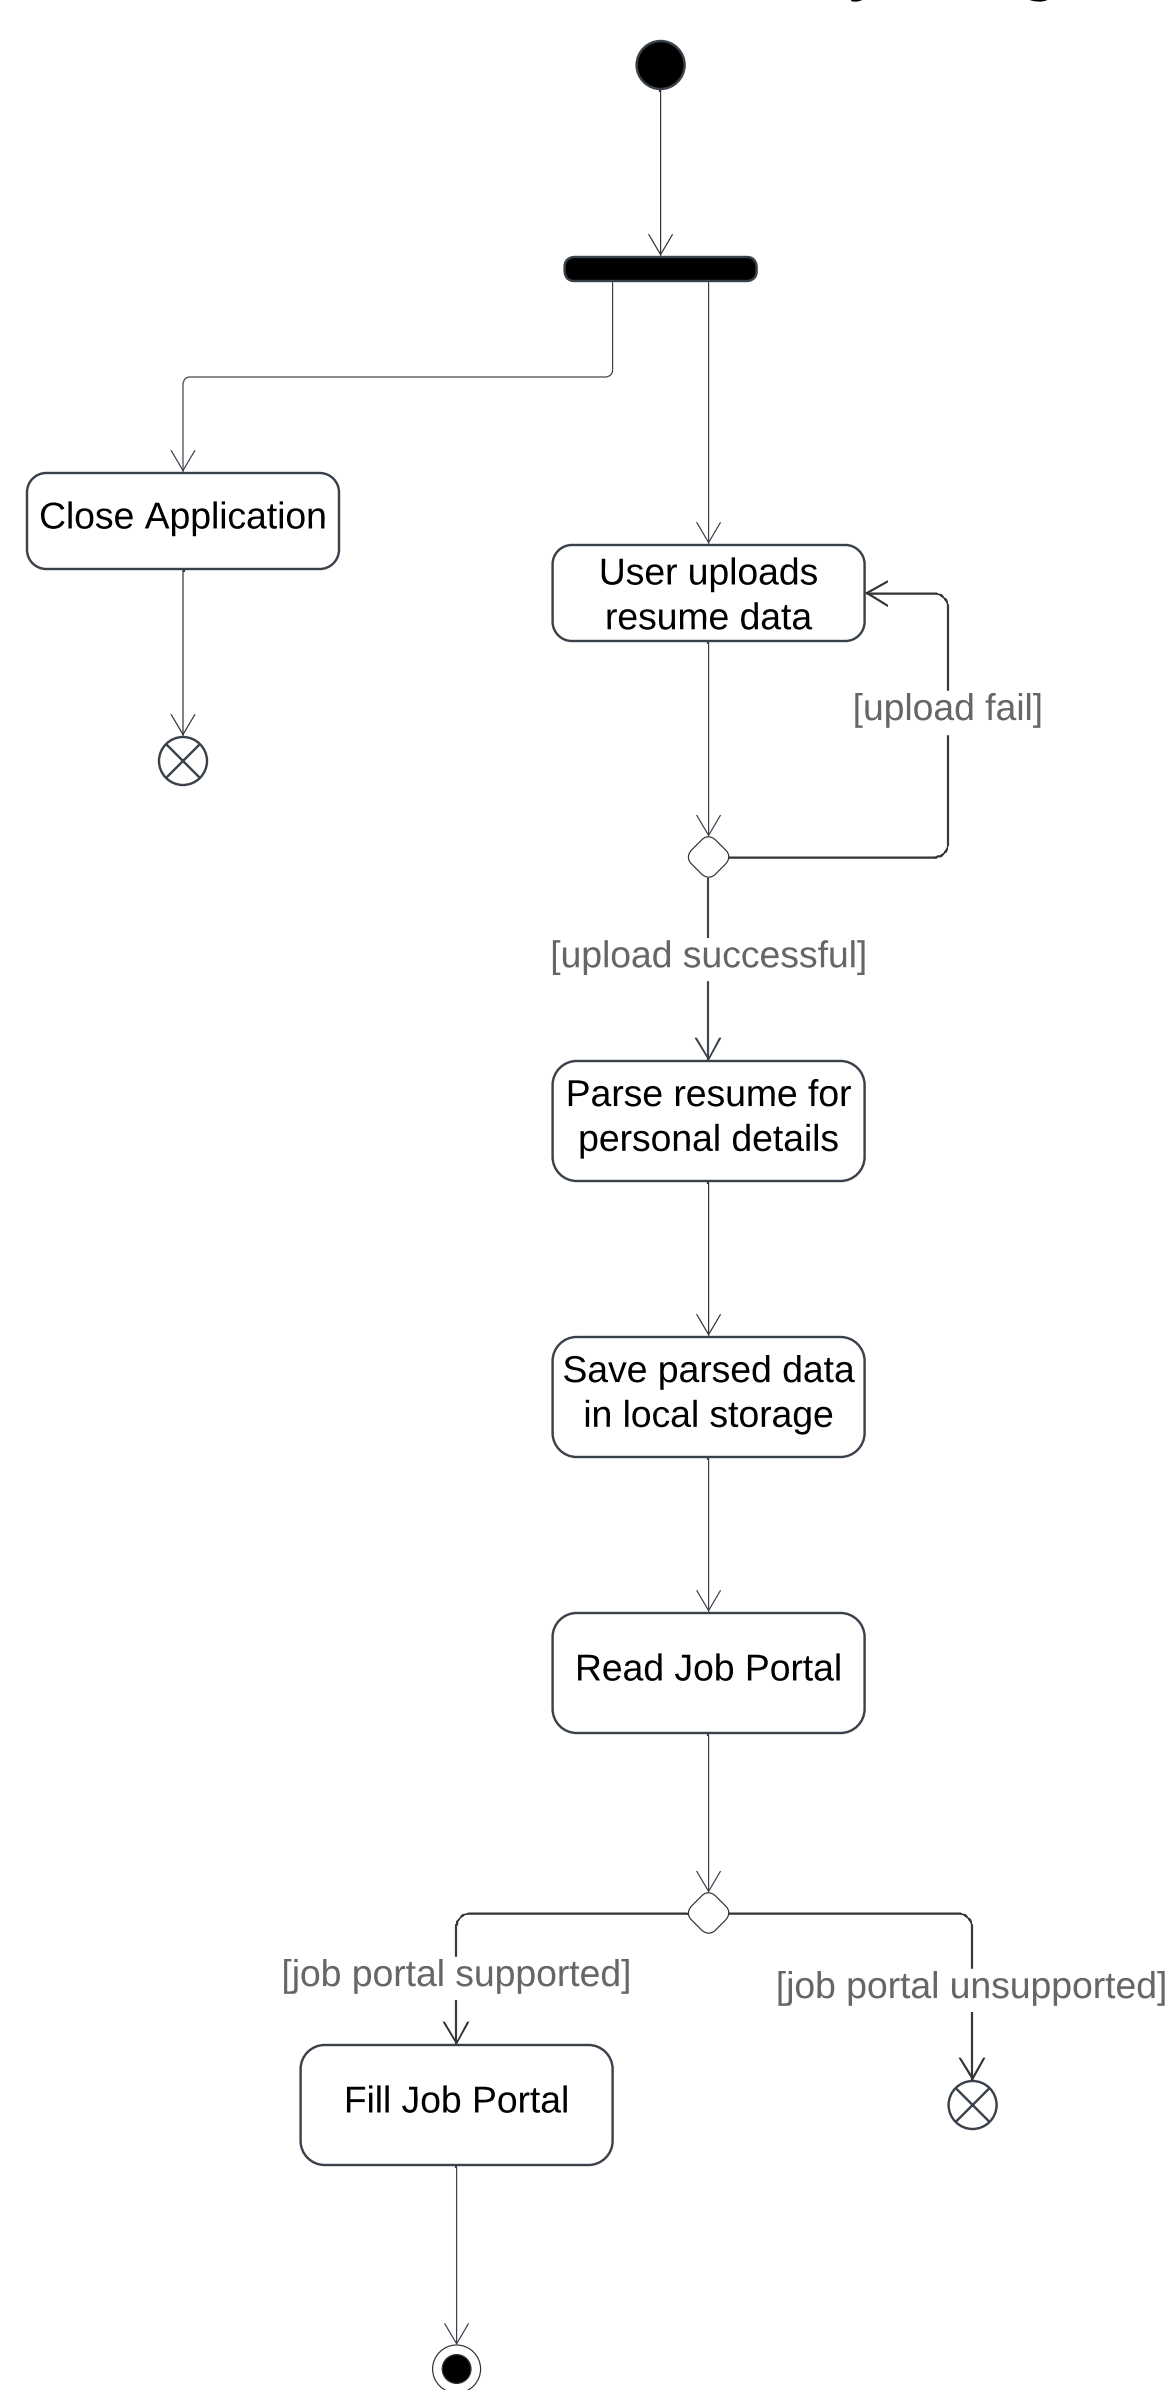 Close Application
User uploads
resume data
[upload fail]
[upload successful]
Parse resume for
personal details
Save parsed data
in local storage
Read Job Portal
[job portal supported]
[job portal unsupported]
Fill Job Portal